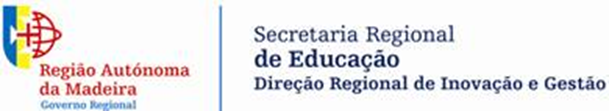 Região Autónoma
da Madeira
Governo Regional
Secretaria Regional
de Educação
Direção Regional de Inovação e Gestão